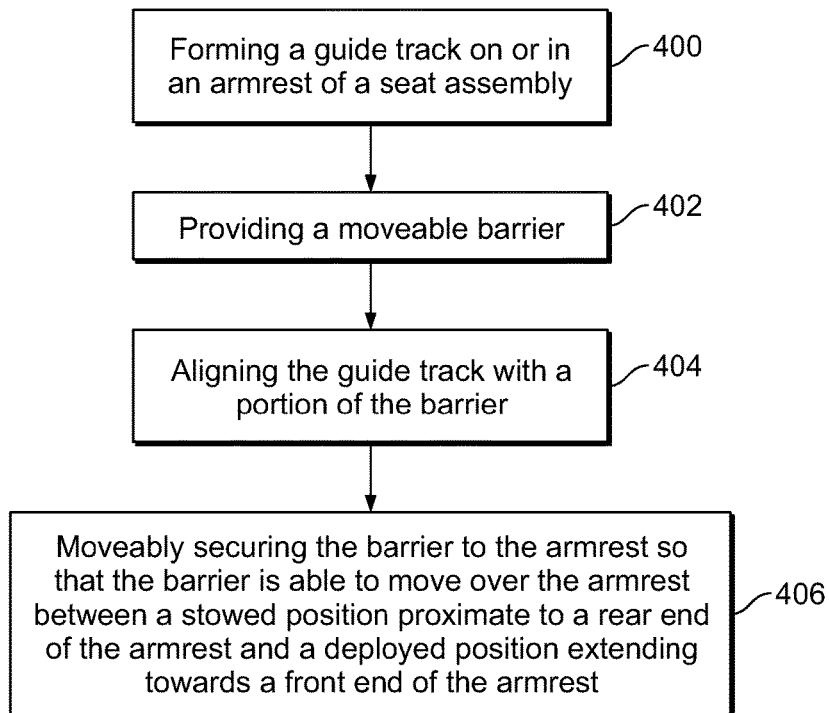 Forming a guide track on or in
an armrest of a seat assembly
400
Providing a moveable barrier
402
Aligning the guide track with a
portion of the barrier
404
Moveably securing the barrier to the armrest so
that the barrier is able to move over the armrest
between a stowed position proximate to a rear end
of the armrest and a deployed position extending
towards a front end of the armrest
406